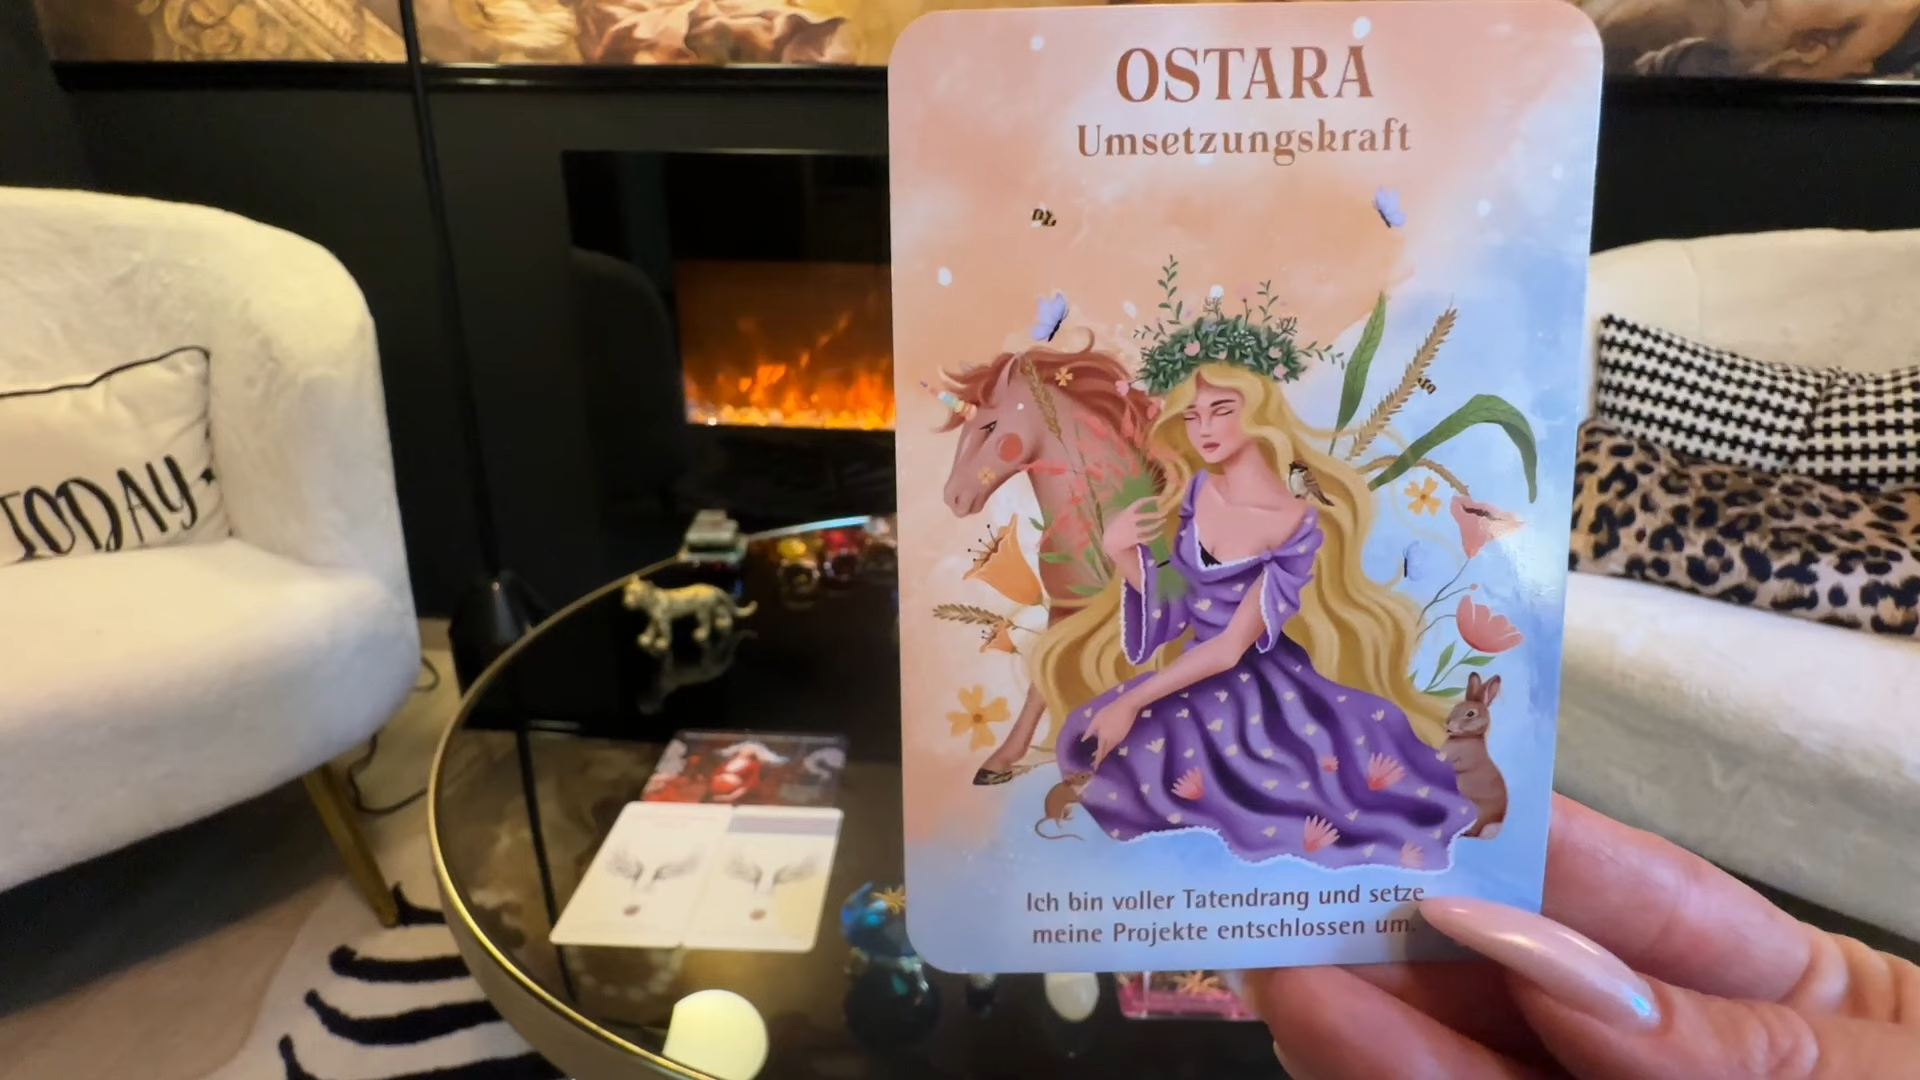 OSTARA
Umsetzungskraft
TODAY
Ich bin voller Tatendrang und setze
meine Projekte entschlossen um.